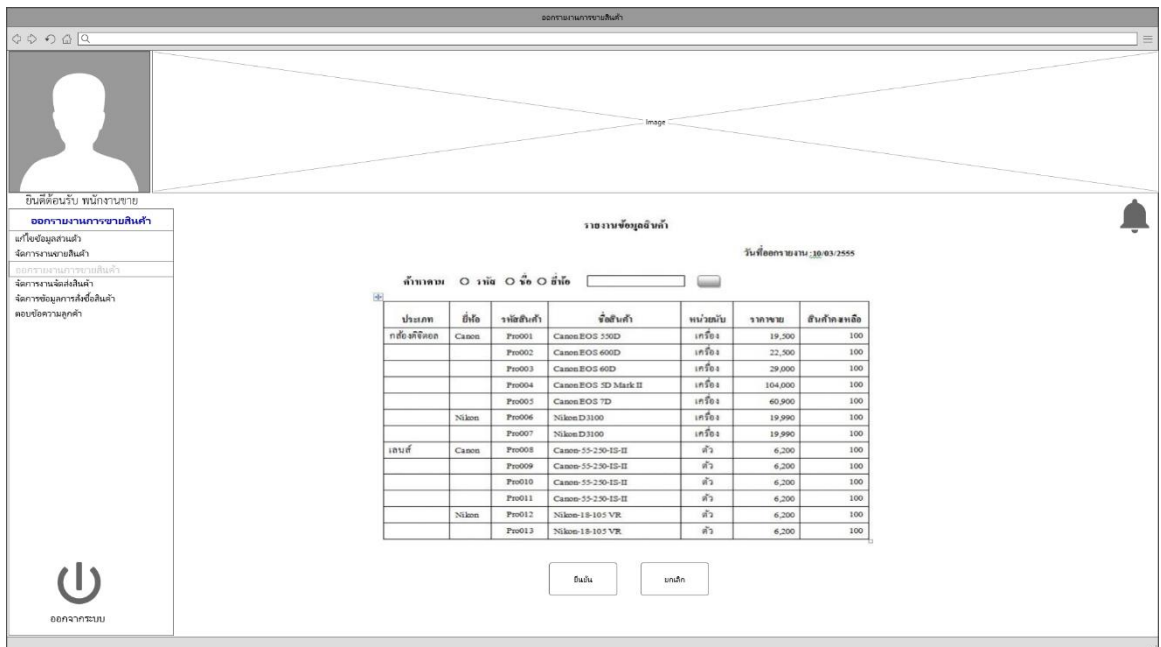 ออกรายงานการขายสินค้า
Image
ยินดีต้อนรับ พนักงานขาย
ออกรายงานการขายสินค้า
แก้ไขข้อมูลส่วนตัว
จัดการงานขายสินค้า
ออกรายงานการขายสินค้า
จัดการงานจัดส่งสินค้า
จัดการข้อมูลการสั่งซื้อสินค้า
ตอบข้อความลูกค้า
ออกจากระบบ
รายงานข้อมูลสินค้า
วันที่ออกรายงาน :10/03/2555
ค้นหาตาม รหัส ชื่อ ยี่ห้อ
ประเภท ยี่ห้อ รหัสสินค้า ชื่อสินค้า หน่วยนับ ราคาขาย สินค้าคงเหลือ
กล้องดิจิตอล Canon Pro001 Canon EOS 550D เครื่อง 19,500 100
Pro002 Canon EOS 600D เครื่อง 22,500 100
Pro003 Canon EOS 60D เครื่อง 29,000 100
Pro004 Canon EOS 5D Mark II เครื่อง 104,000 100
Pro005 Canon EOS 7D เครื่อง 60,900 100
Nikon Pro006 Nikon D3100 เครื่อง 19,990 100
Pro007 Nikon D3100 เครื่อง 19,990 100
เลนส์ Canon Pro008 Canon-55-250-IS-II ตัว 6,200 100
Pro009 Canon-55-250-IS-II ตัว 6,200 100
Pro010 Canon-55-250-IS-II ตัว 6,200 100
Pro011 Canon-55-250-IS-II ตัว 6,200 100
Nikon Pro012 Nikon-18-105 VR ตัว 6,200 100
Pro013 Nikon-18-105 VR ตัว 6,200 100
ยืนยัน ยกเลิก